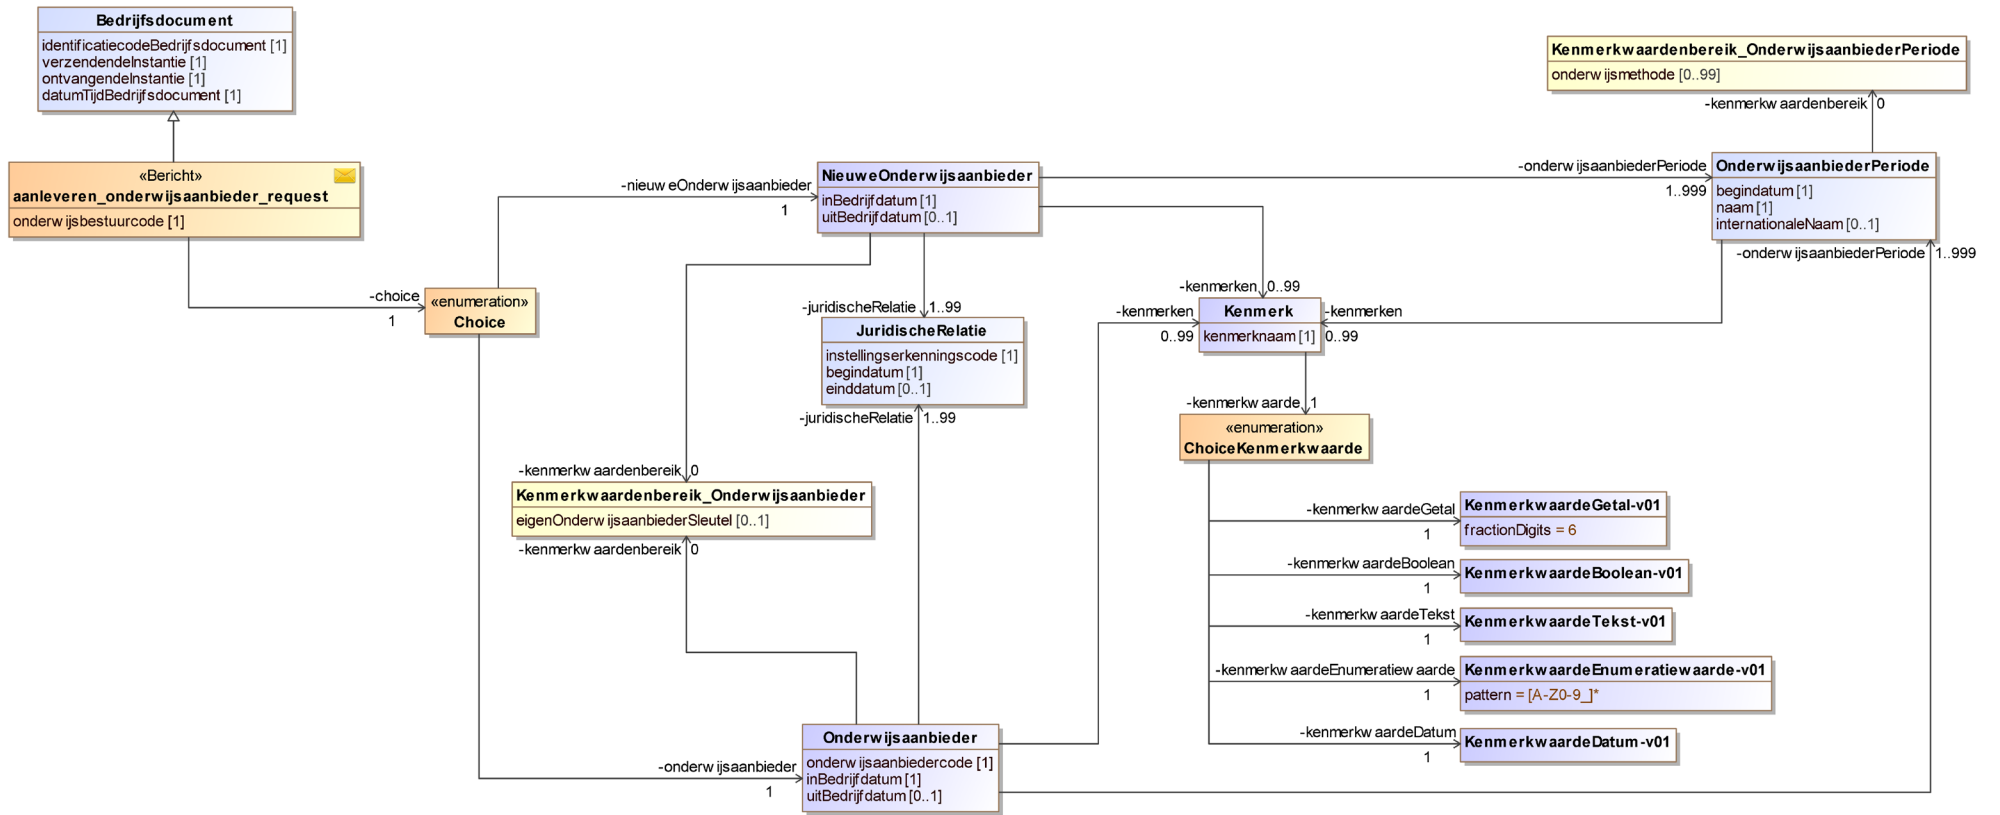 Bedrijfsdocument
identificatiecodeBedrijfsdocument [1]
verzendendeInstantie [1]
ontvangendeInstantie [1]
datumTijdBedrijfsdocument [1]
«Bericht»
aanleveren_onderwijsaanbieder_request
onderwijsbestuurcode [1]
-choice
1
«enumeration»
Choice
-nieuweOnderwijsaanbieder
1
NieuweOnderwijsaanbieder
inBedrijfdatum [1]
uitBedrijfdatum [0..1]
-onderwijsaanbiederPeriode
1..999
Kenmerkwaardenbereik_OnderwijsaanbiederPeriode
onderwijsmethode [0..99]
-kenmerkwaardenbereik 0
OnderwijsaanbiederPeriode
begindatum [1]
naam [1]
internationaleNaam [0..1]
-onderwijsaanbiederPeriode 1..999
-juridischeRelatie 1..99
JuridischeRelatie
instellingserkenningscode [1]
begindatum [1]
einddatum [0..1]
-juridischeRelatie 1..99
-kenmerken 0..99
-kenmerken
0..99
Kenmerk
kenmerknaam [1]
-kenmerken
0..99
-kenmerkwaarde 1
«enumeration»
ChoiceKenmerkwaarde
-kenmerkwaardenbereik 0
Kenmerkwaardenbereik_Onderwijsaanbieder
eigenOnderwijsaanbiederSleutel [0..1]
-kenmerkwaardenbereik 0
-kenmerkwaardeGetal
1
KenmerkwaardeGetal-v01
fractionDigits = 6
-kenmerkwaardeBoolean
1
KenmerkwaardeBoolean-v01
-kenmerkwaardeTekst
1
KenmerkwaardeTekst-v01
-kenmerkwaardeEnumeratiewaarde
1
KenmerkwaardeEnumeratiewaarde-v01
pattern = [A-Z0-9_]*
-kenmerkwaardeDatum
1
KenmerkwaardeDatum-v01
-onderwijsaanbieder
1
Onderwijsaanbieder
onderwijsaanbiedercode [1]
inBedrijfdatum [1]
uitBedrijfdatum [0..1]